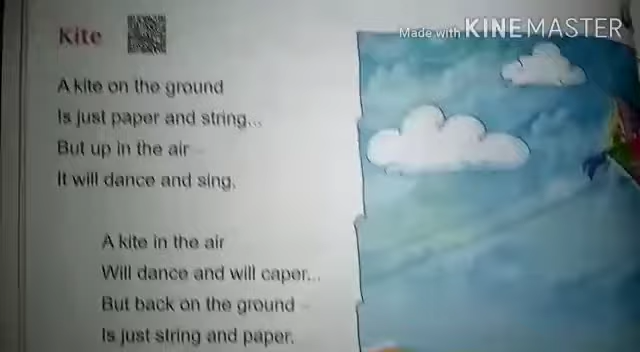 Made with KINEMASTER
Kite
A kite on the ground
Is just paper and string...
But up in the air
It will dance and sing.
A kite in the air
Will dance and will caper...
But back on the ground
Is just string and paper.